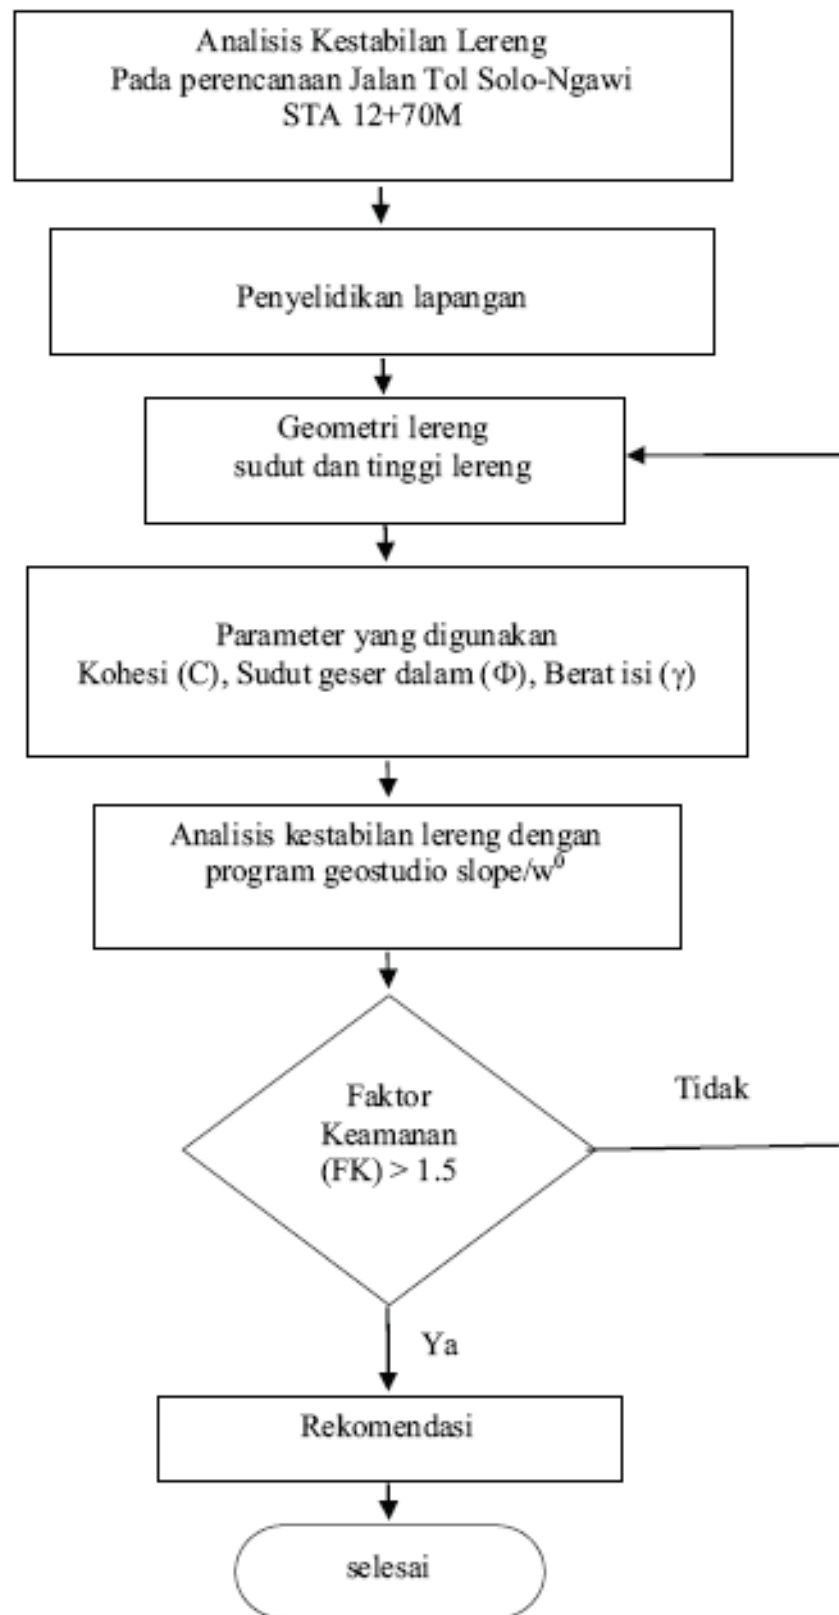 Analisis Kestabilan Lereng
Pada perencanaan Jalan Tol Solo-Ngawi
STA 12+70M
Penyelidikan lapangan
Geometri lereng
sudut dan tinggi lereng
Parameter yang digunakan
Kohesi (C), Sudut geser dalam (Φ), Berat isi (γ)
Analisis kestabilan lereng dengan
program geostudio slope/w⁰
Faktor
Keamanan
(FK) > 1.5
Tidak
Ya
Rekomendasi
selesai